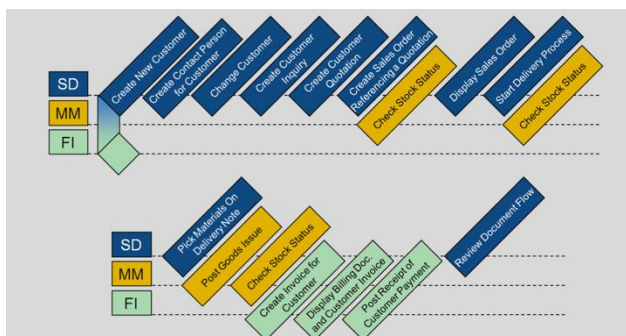 SD
MM
FI
Create New Customer
Create Contact Person
for Customer
Change Customer
Create Customer
Inquiry
Create Customer
Quotation
Create Sales Order
Referencing a Quotation
Check Stock Status
Display Sales Order
Start Delivery Process
Check Stock Status
SD
MM
FI
Pick Materials On
Delivery Note
Post Goods Issue
Check Stock Status
Create Invoice for
Customer
Display Billing Doc.
and Customer Invoice
Post Receipt of
Customer Payment
Review Document Flow